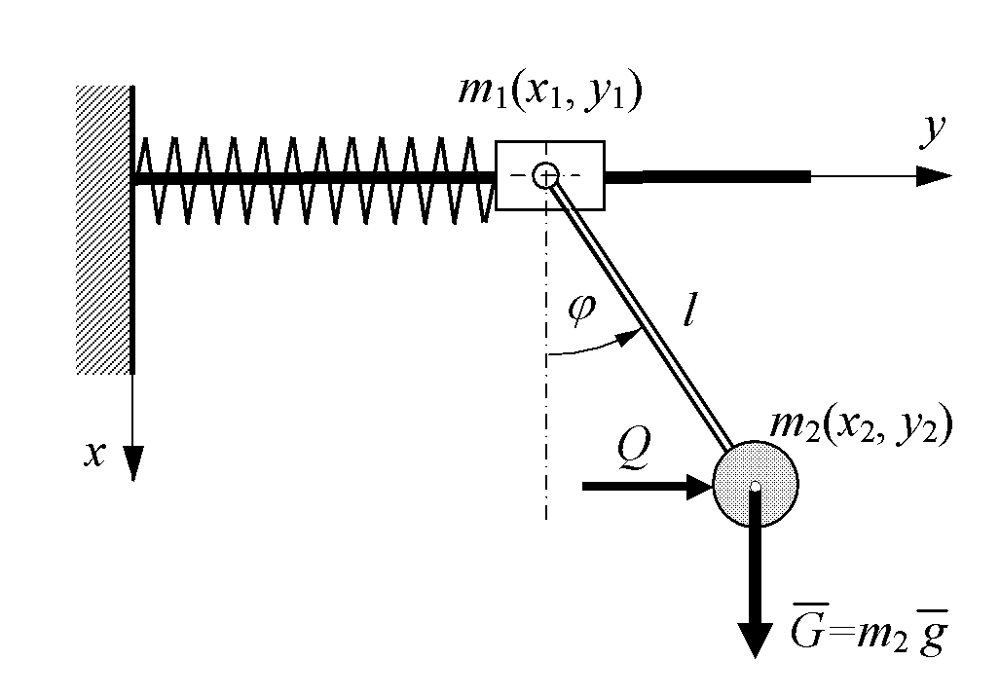 m₁(x₁, y₁)
y
φ
l
x
Q
m₂(x₂, y₂)
G̅=m₂ g̅